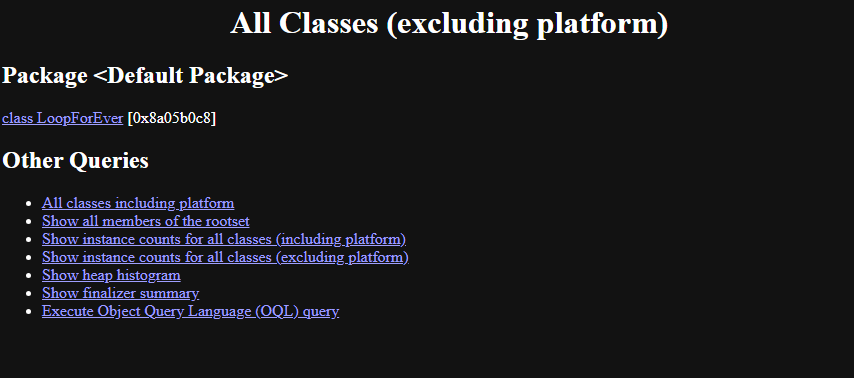 All Classes (excluding platform)
Package <Default Package>
class LoopForEver [0x8a05b0c8]
Other Queries
All classes including platform
Show all members of the rootset
Show instance counts for all classes (including platform)
Show instance counts for all classes (excluding platform)
Show heap histogram
Show finalizer summary
Execute Object Query Language (OQL) query